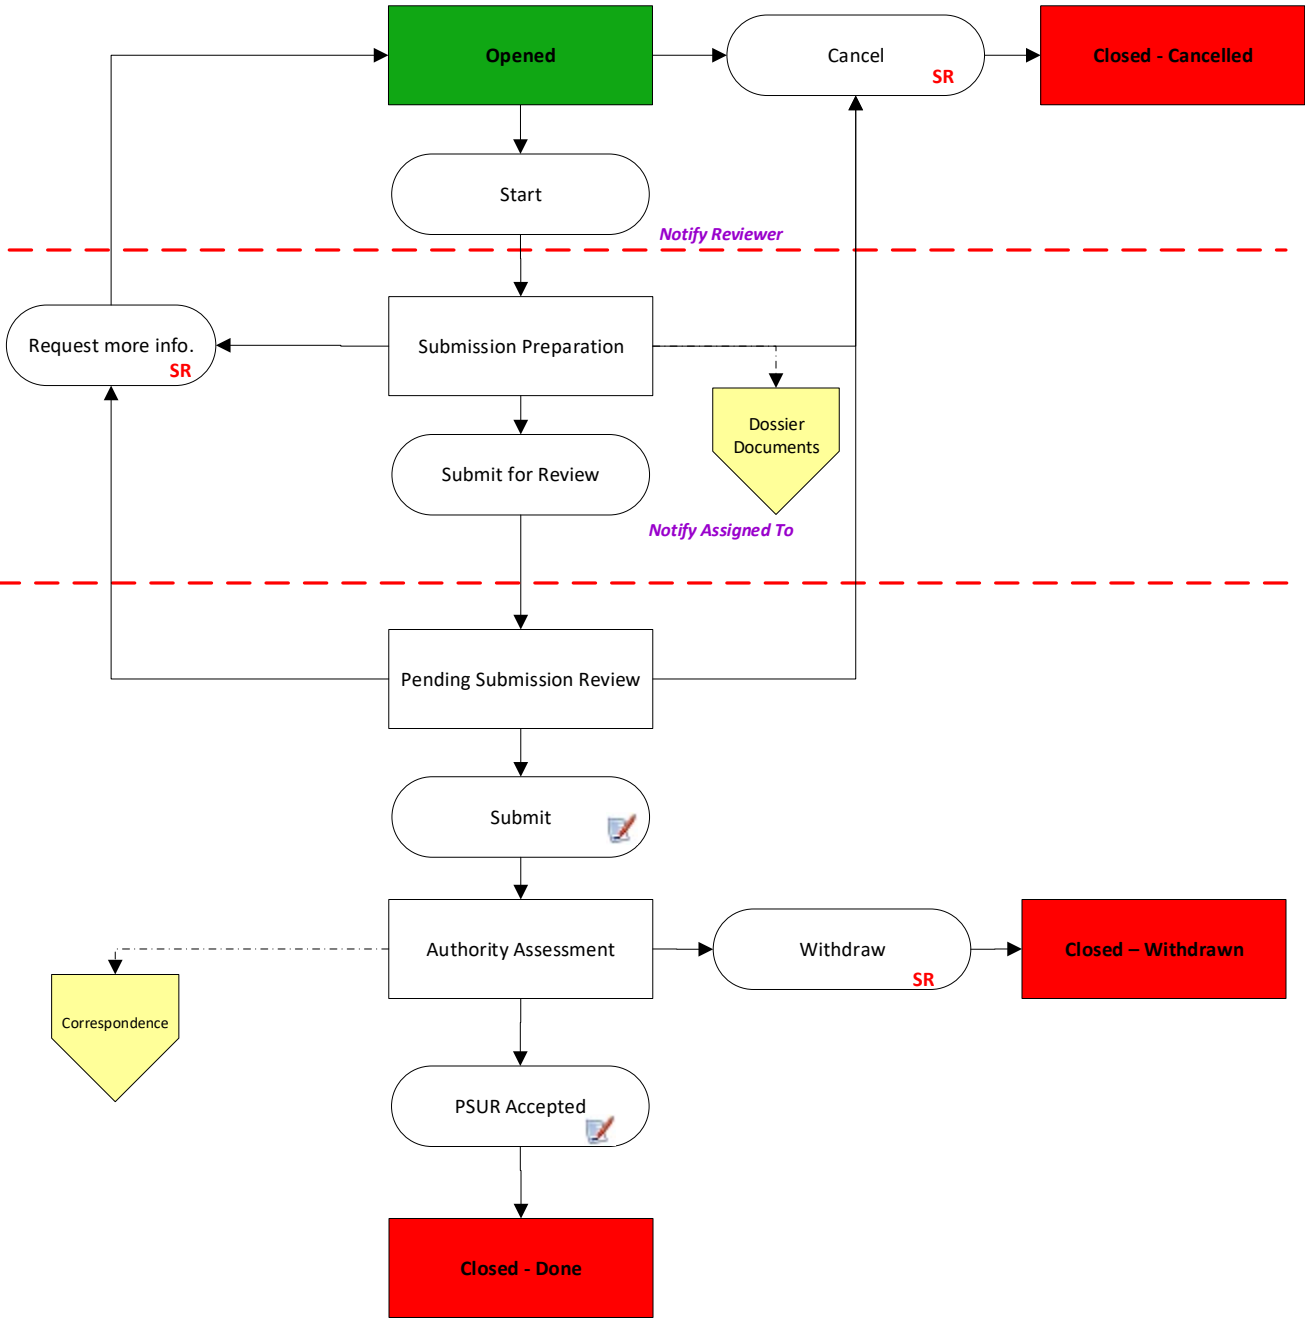 Opened
Cancel
SR
Closed - Cancelled
Start
Notify Reviewer
Request more info.
SR
Submission Preparation
Dossier
Documents
Submit for Review
Notify Assigned To
Pending Submission Review
Submit
Authority Assessment
Withdraw
SR
Closed – Withdrawn
Correspondence
PSUR Accepted
Closed - Done